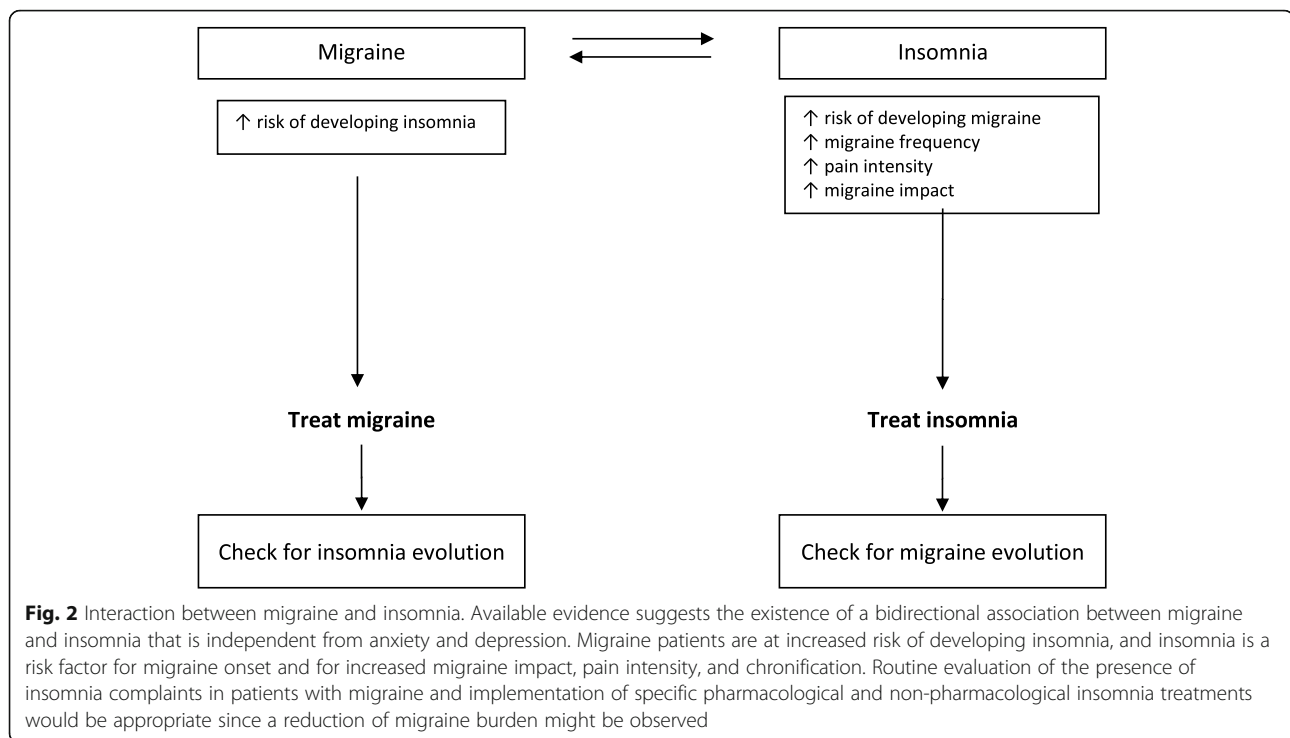 Migraine
Insomnia
↑ risk of developing insomnia
↑ risk of developing migraine
↑ migraine frequency
↑ pain intensity
↑ migraine impact
Treat migraine
Treat insomnia
Check for insomnia evolution
Check for migraine evolution
Fig. 2 Interaction between migraine and insomnia. Available evidence suggests the existence of a bidirectional association between migraine
and insomnia that is independent from anxiety and depression. Migraine patients are at increased risk of developing insomnia, and insomnia is a
risk factor for migraine onset and for increased migraine impact, pain intensity, and chronification. Routine evaluation of the presence of
insomnia complaints in patients with migraine and implementation of specific pharmacological and non-pharmacological insomnia treatments
would be appropriate since a reduction of migraine burden might be observed